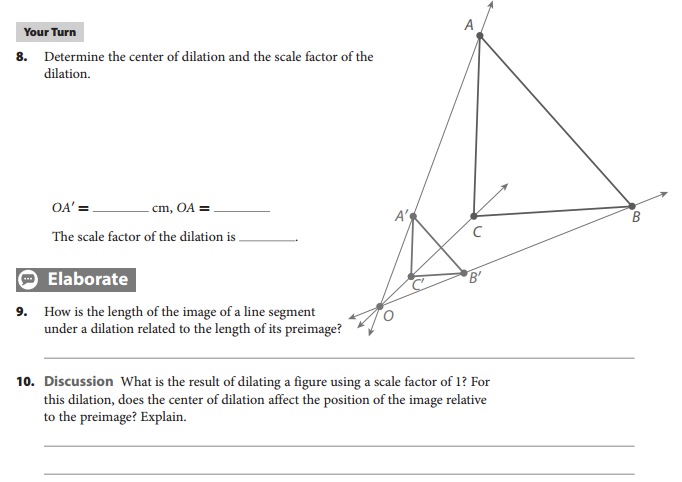 Your Turn
8. Determine the center of dilation and the scale factor of the
dilation.
A
OA′ = ________ cm, OA = ________
A′
B
C
The scale factor of the dilation is ________.
Elaborate
C′
B′
9. How is the length of the image of a line segment
under a dilation related to the length of its preimage?
O
10. Discussion What is the result of dilating a figure using a scale factor of 1? For
this dilation, does the center of dilation affect the position of the image relative
to the preimage? Explain.